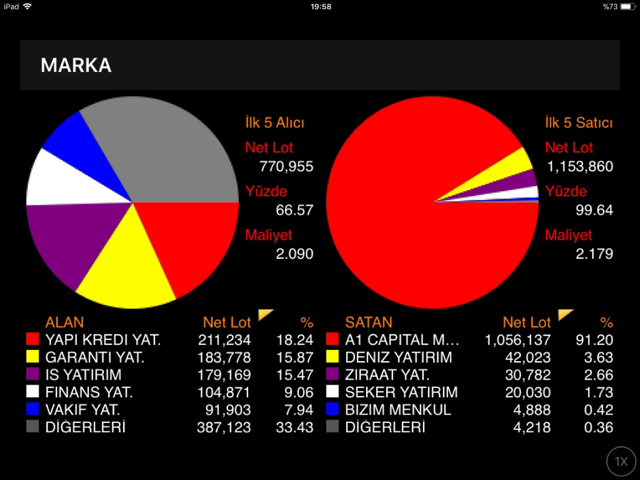 iPad 19:58 %73
MARKA
İlk 5 Alıcı
Net Lot
770,955
Yüzde
66.57
Maliyet
2.090
İlk 5 Satıcı
Net Lot
1,153,860
Yüzde
99.64
Maliyet
2.179
ALAN Net Lot %
YAPI KREDI YAT. 211,234 18.24
GARANTI YAT. 183,778 15.87
IS YATIRIM 179,169 15.47
FINANS YAT. 104,871 9.06
VAKIF YAT. 91,903 7.94
DİĞERLERİ 387,123 33.43
SATAN Net Lot %
A1 CAPITAL M... 1,056,137 91.20
DENIZ YATIRIM 42,023 3.63
ZIRAAT YAT. 30,782 2.66
SEKER YATIRIM 20,030 1.73
BIZIM MENKUL 4,888 0.42
DİĞERLERİ 4,218 0.36
1X